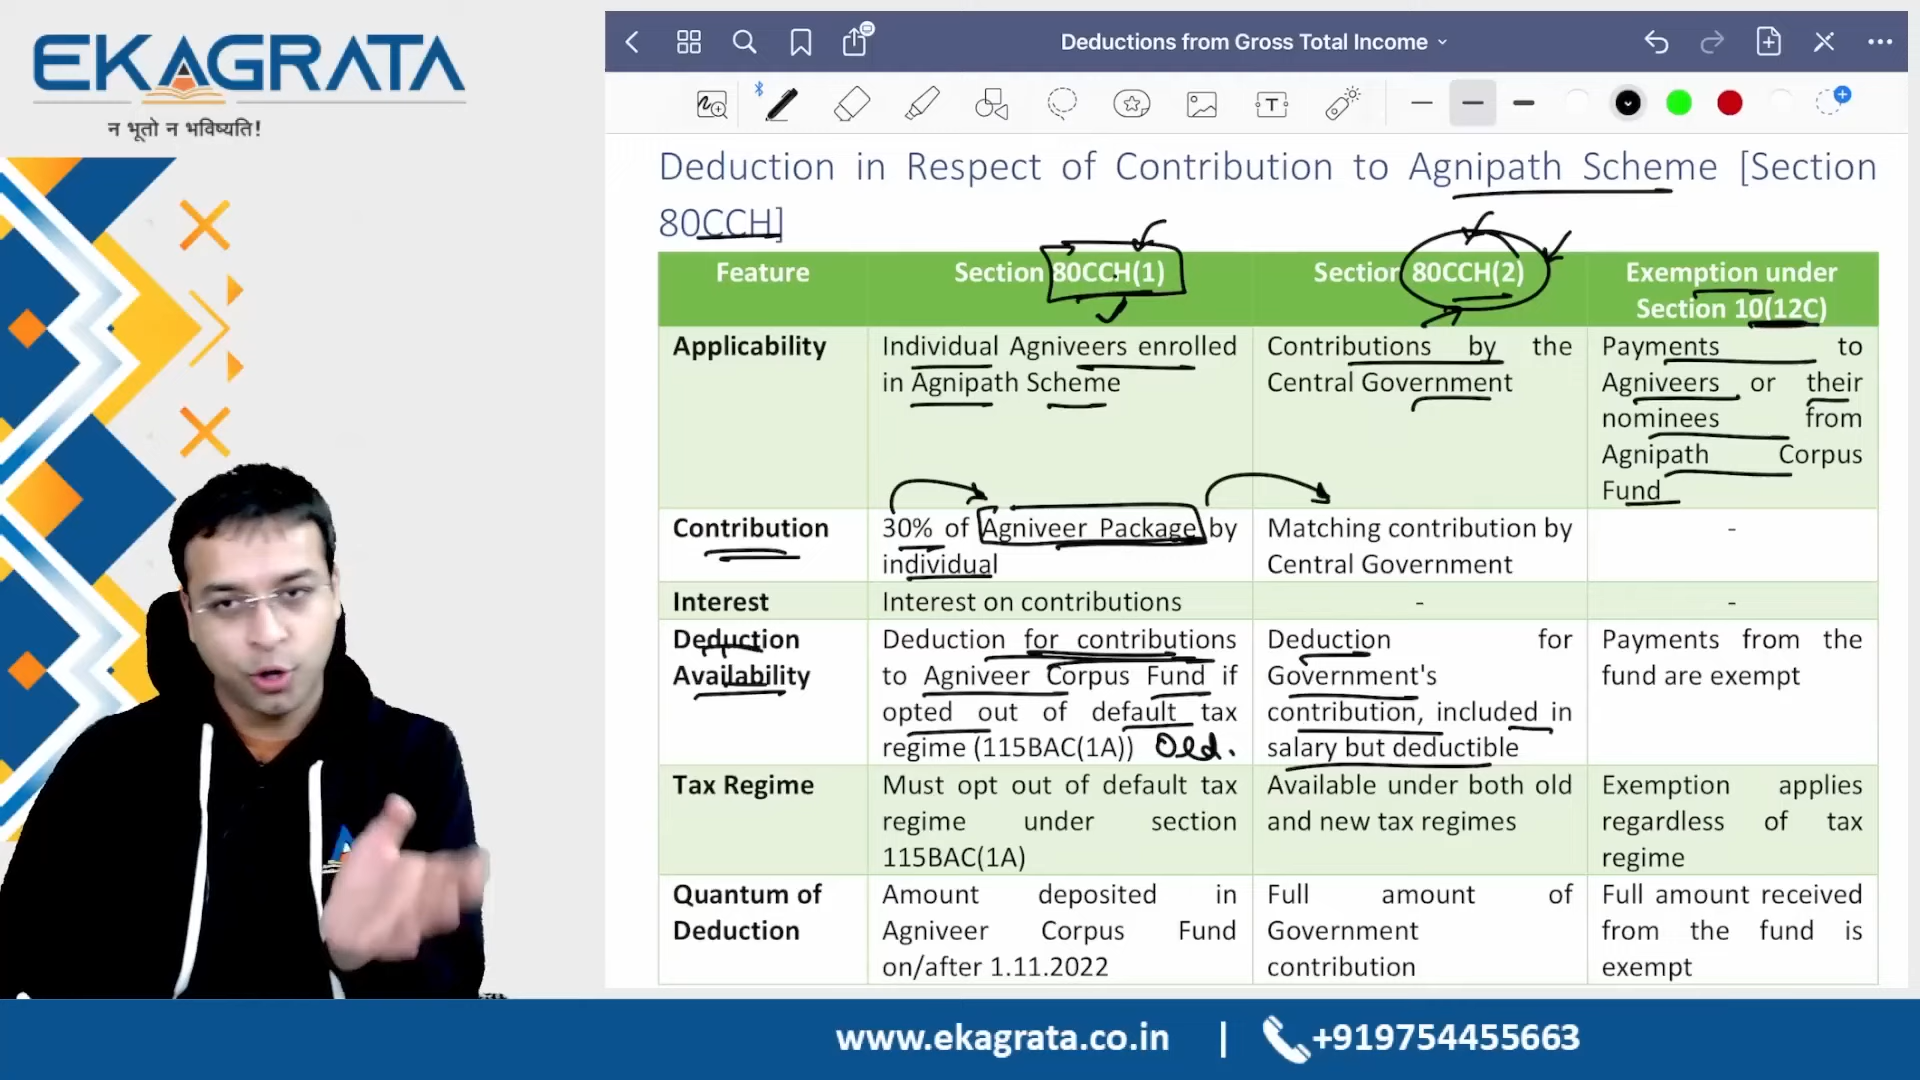 EKAGRATA
न भूतो न भविष्यति!
Deductions from Gross Total Income
T
Deduction in Respect of Contribution to Agnipath Scheme [Section
80CCH]
Feature
Section 80CCH(1)
Section 80CCH(2)
Exemption under
Section 10(12C)
Applicability
Individual Agniveers enrolled
in Agnipath Scheme
Contributions by the
Central Government
Payments to
Agniveers or their
nominees from
Agnipath Corpus
Fund
Contribution
30% of Agniveer Package by
individual
Matching contribution by
Central Government
-
Interest
Interest on contributions
-
-
Deduction
Availability
Deduction for contributions
to Agniveer Corpus Fund if
opted out of default tax
regime (115BAC(1A)) Old.
Deduction for
Government's
contribution, included in
salary but deductible
Payments from the
fund are exempt
Tax Regime
Must opt out of default tax
regime under section
115BAC(1A)
Available under both old
and new tax regimes
Exemption applies
regardless of tax
regime
Quantum of
Deduction
Amount deposited in
Agniveer Corpus Fund
on/after 1.11.2022
Full amount of
Government
contribution
Full amount received
from the fund is
exempt
www.ekagrata.co.in | +919754455663